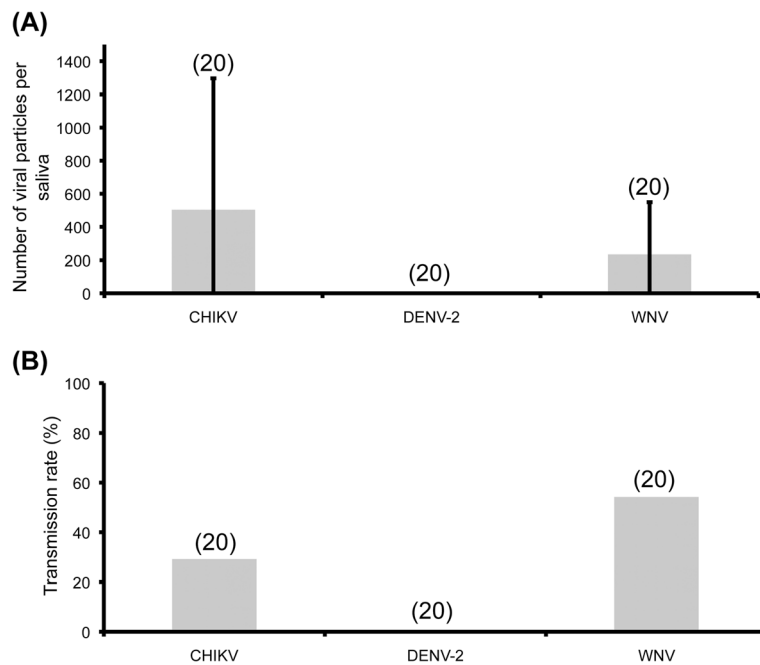 (A)
Number of viral particles per
saliva
1400
1200
1000
800
600
400
200
0
(20)
(20)
(20)
CHIKV
DENV-2
WNV
(B)
Transmission rate (%)
100
80
60
40
20
0
(20)
(20)
(20)
CHIKV
DENV-2
WNV